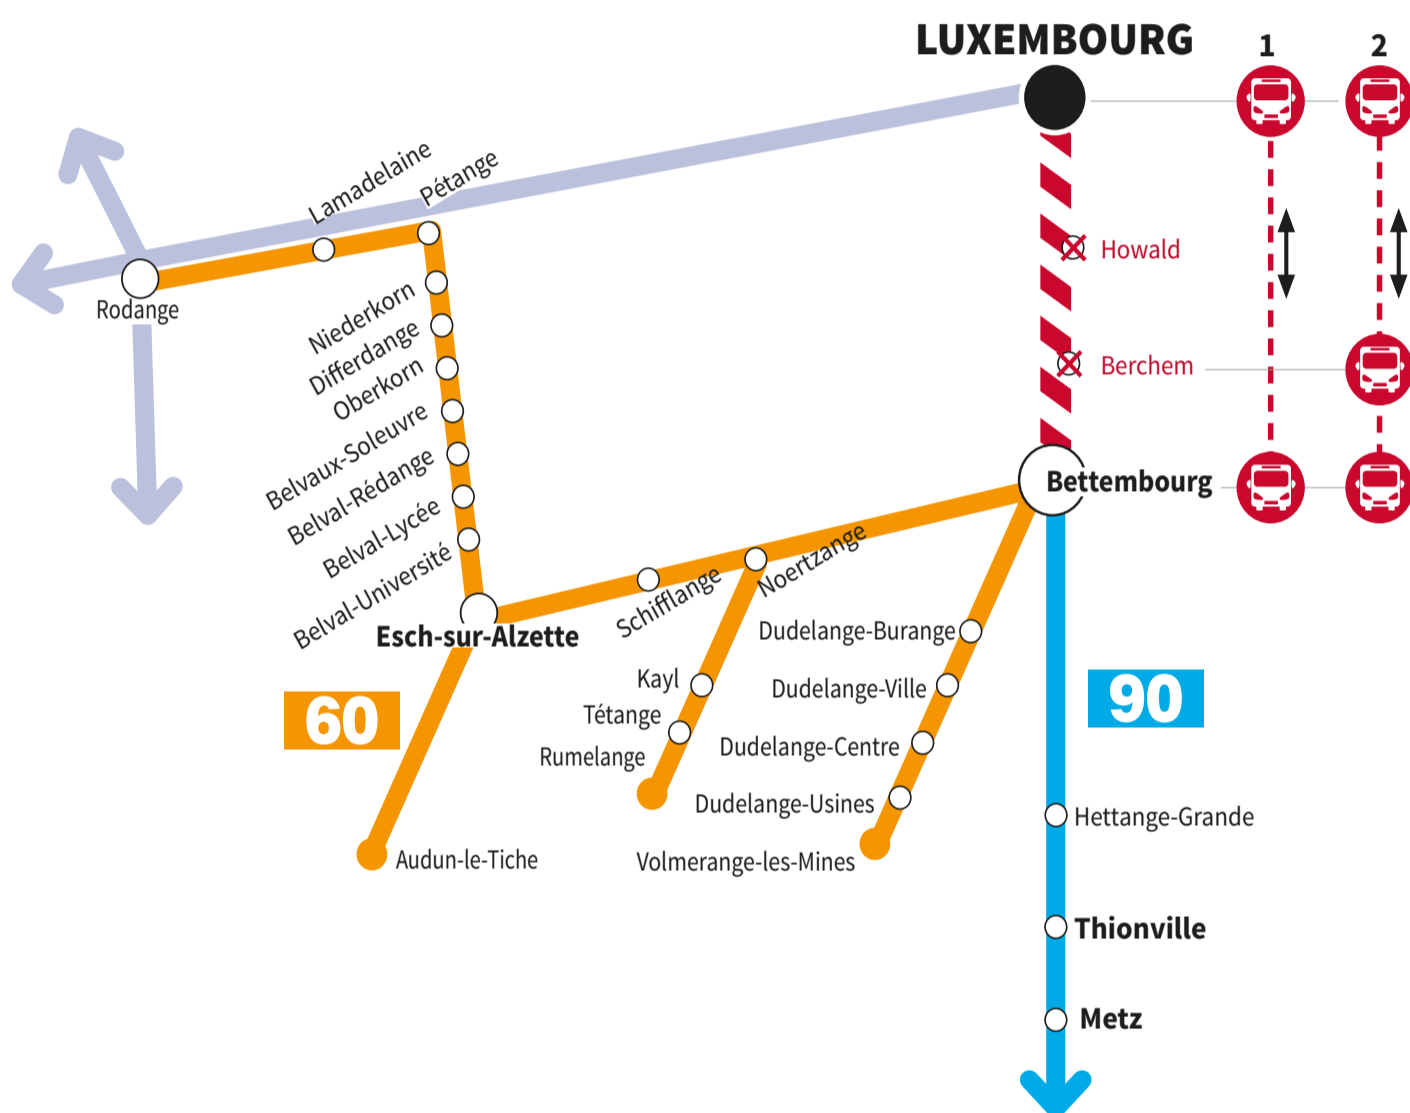 LUXEMBOURG
1
2
Lamadelaine
Pétange
Howald
Rodange
Niederkorn
Differdange
Oberkorn
Berchem
Belvaux-Soleuvre
Belval-Rédange
Belval-Lycée
Belval-Université
Bettembourg
Noertzange
Schifflange
Esch-sur-Alzette
Dudelange-Burange
Kayl
Dudelange-Ville
60
90
Tétange
Rumelange
Dudelange-Centre
Dudelange-Usines
Hettange-Grande
Audun-le-Tiche
Volmerange-les-Mines
Thionville
Metz